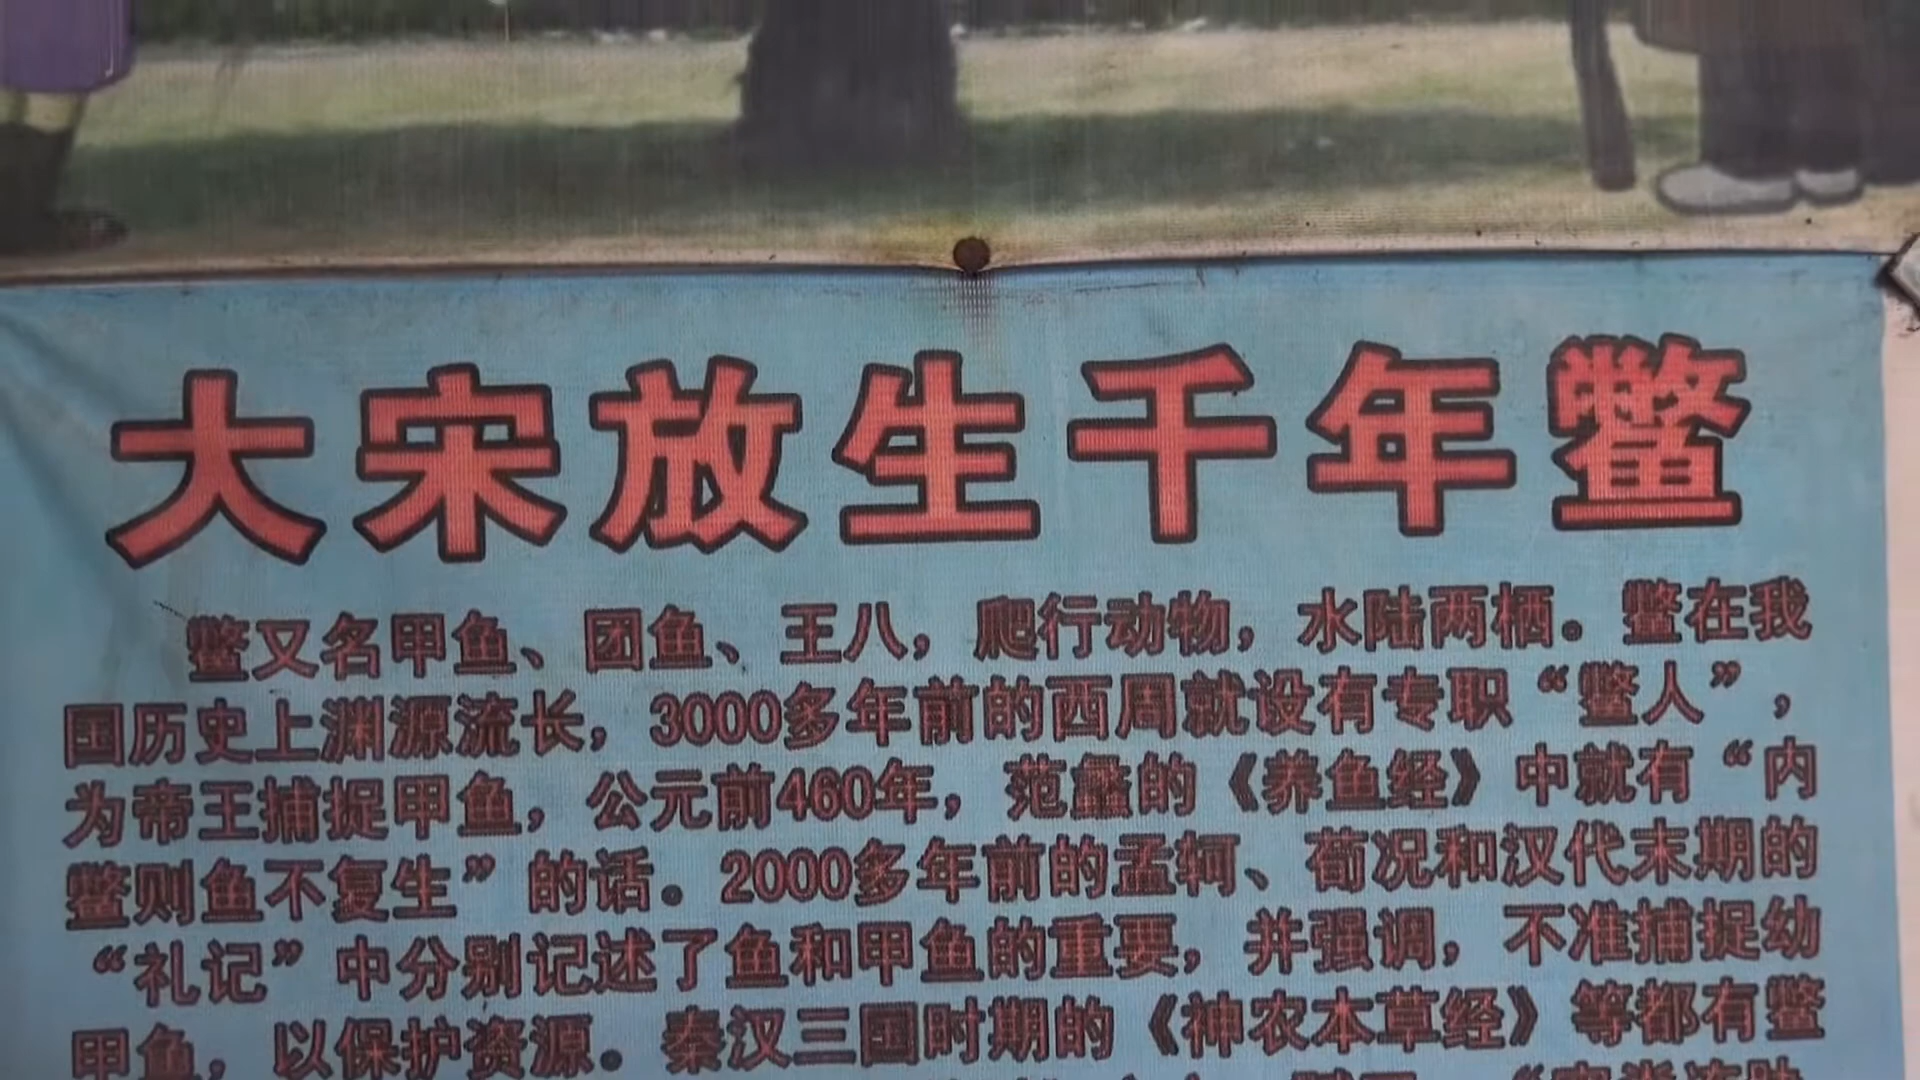 大宋放生千年鳖
鳖又名甲鱼、团鱼、王八，爬行动物，水陆两栖。鳖在我
国历史上渊源流长，3000多年前的西周就设有专职“鳖人”，
为帝王捕捉甲鱼，公元前460年，范蠡的《养鱼经》中就有“内
鳖则鱼不复生”的话。2000多年前的孟轲、荀况和汉代末期的
“礼记”中分别记述了鱼和甲鱼的重要，并强调，不准捕捉幼
甲鱼，以保护资源。秦汉三国时期的《神农本草经》等都有鳖